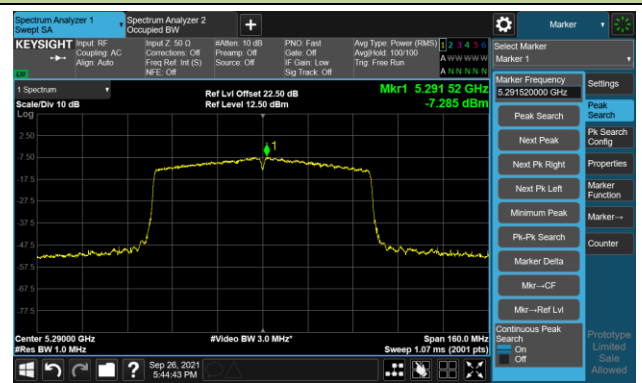 Spectrum Analyzer 1
Swept SA
Spectrum Analyzer 2
Occupied BW
Marker
KEYSIGHT
Input: RF
Coupling: AC
Align: Auto
Input Z: 50 Ω
Corrections: Off
Freq Ref: Int (S)
NFE: Off
#Atten: 10 dB
Preamp: Off
Source: Off
PNO: Fast
Gate: Off
IF Gain: Low
Sig Track: Off
Avg Type: Power (RMS)
Avg|Hold: 100/100
Trig: Free Run
1 2 3 4 5 6
A W W W W W
A N N N N N
Select Marker
Marker 1
1 Spectrum
Scale/Div 10 dB
Log
Ref Lvl Offset 22.50 dB
Ref Level 12.50 dBm
Mkr1 5.291 52 GHz
-7.285 dBm
2.50
-7.50
-17.5
-27.5
-37.5
-47.5
-57.5
-67.5
-77.5
1
Center 5.29000 GHz
#Res BW 1.0 MHz
#Video BW 3.0 MHz*
Span 160.0 MHz
Sweep 1.07 ms (2001 pts)
Marker Frequency
5.291520000 GHz
Peak Search
Next Peak
Next Pk Right
Next Pk Left
Minimum Peak
Pk-Pk Search
Marker Delta
Mkr→CF
Mkr→Ref Lvl
Continuous Peak
Search
On
Off
Settings
Peak
Search
Pk Search
Config
Properties
Marker
Function
Marker→
Counter
Prototype
Limited
Sale
Allowed
Sep 26, 2021
5:44:43 PM